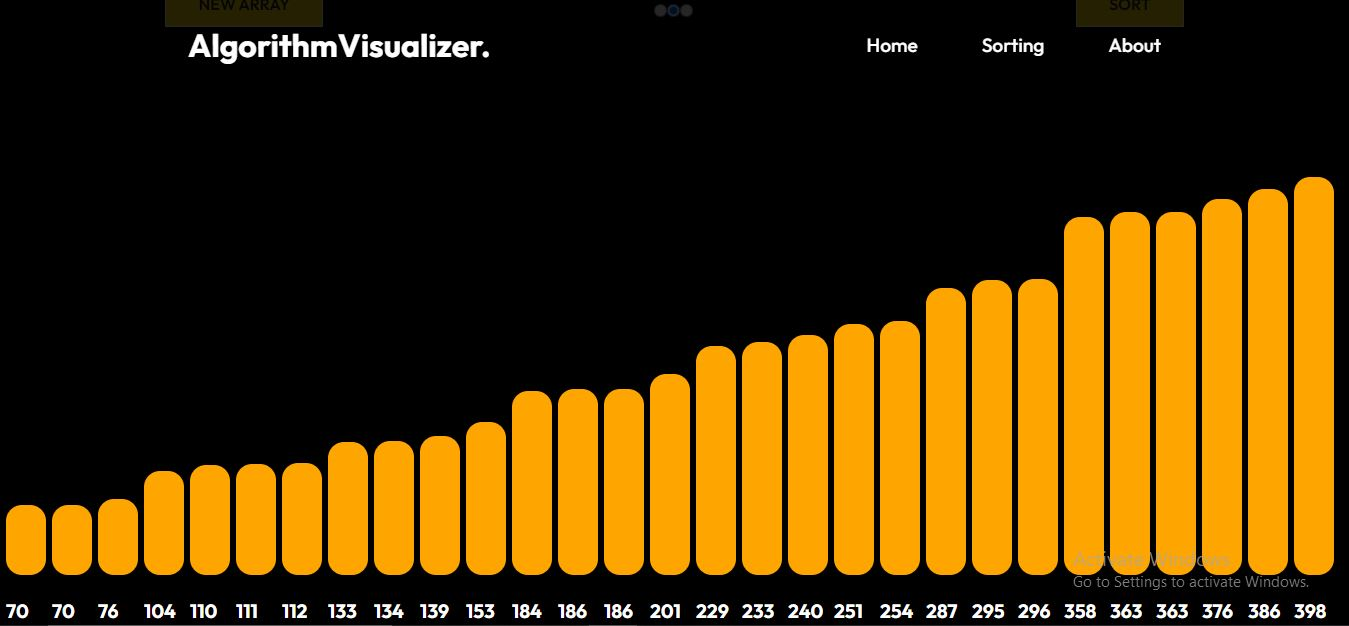 NEW ARRAY SORT
AlgorithmVisualizer. Home Sorting About
Activate Windows
Go to Settings to activate Windows.
70 70 76 104 110 111 112 133 134 139 153 184 186 186 201 229 233 240 251 254 287 295 296 358 363 363 376 386 398